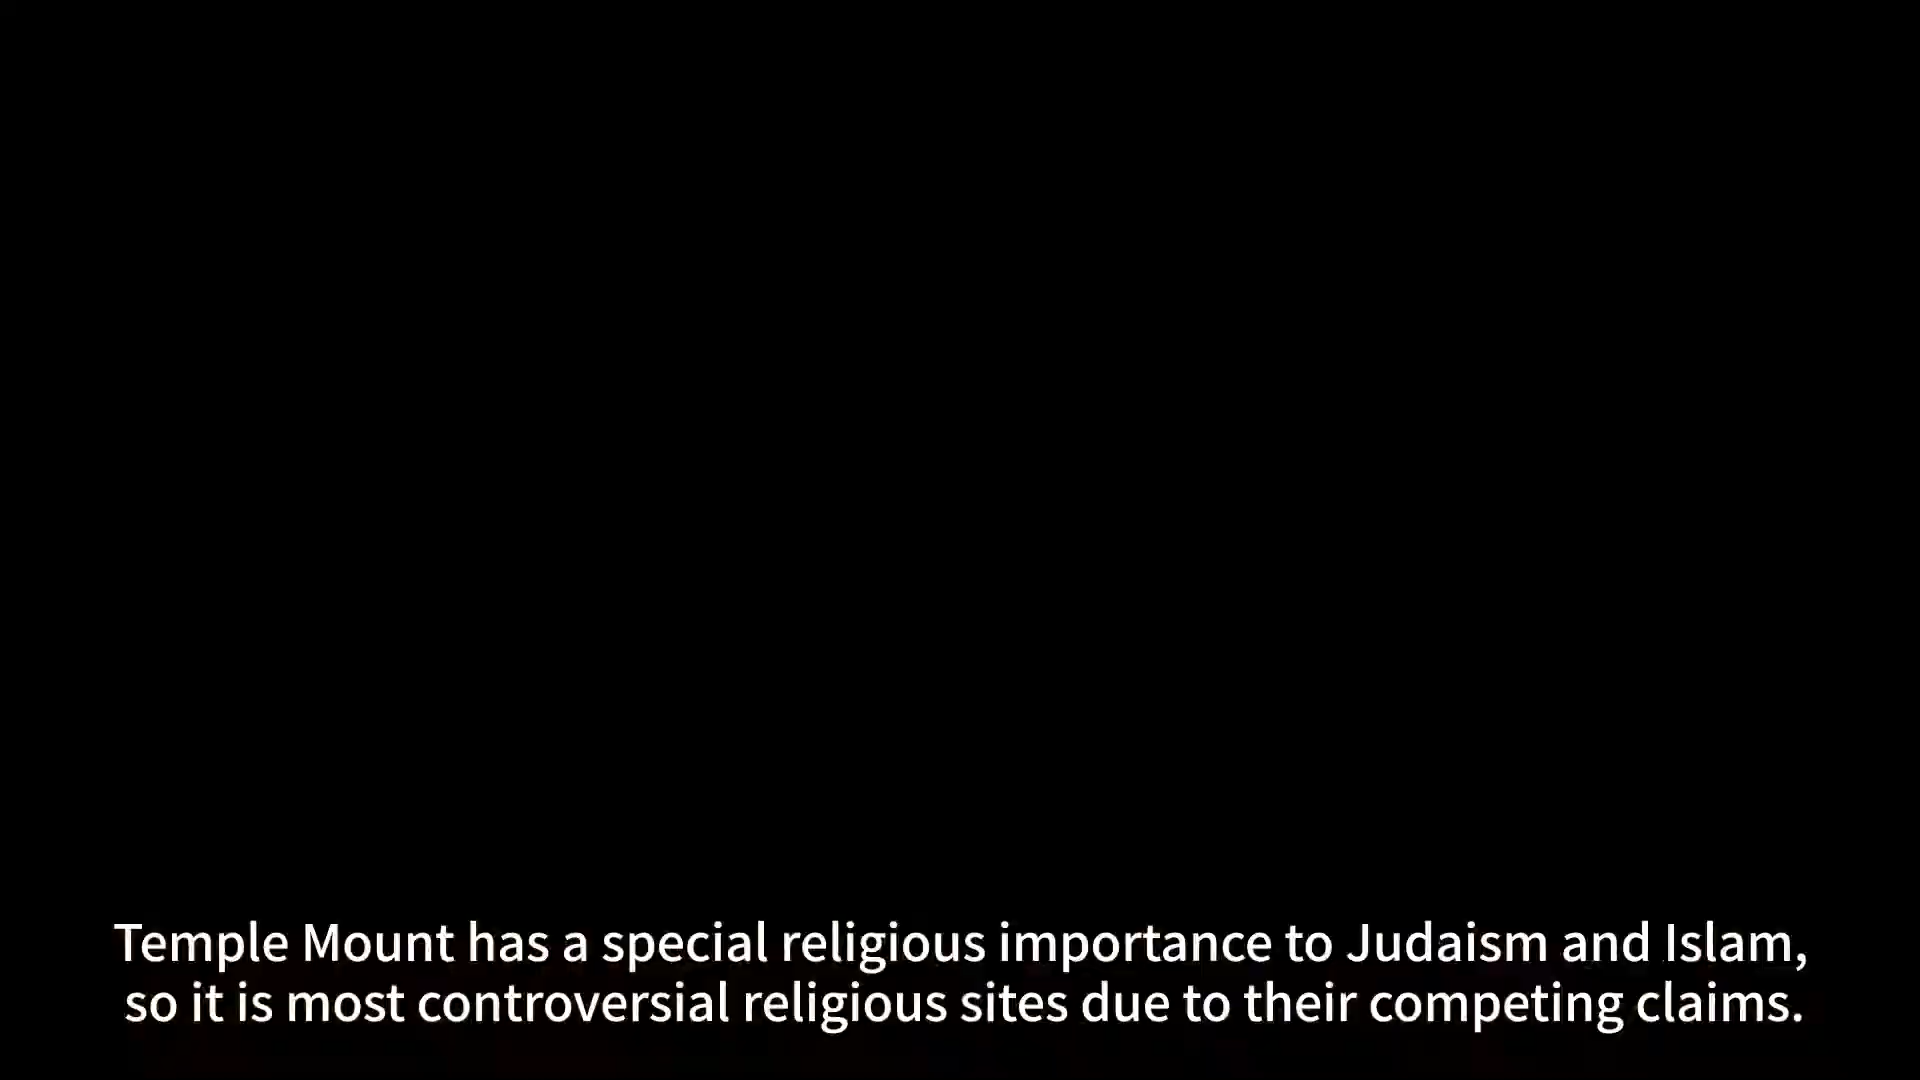 Temple Mount has a special religious importance to Judaism and Islam,
so it is most controversial religious sites due to their competing claims.